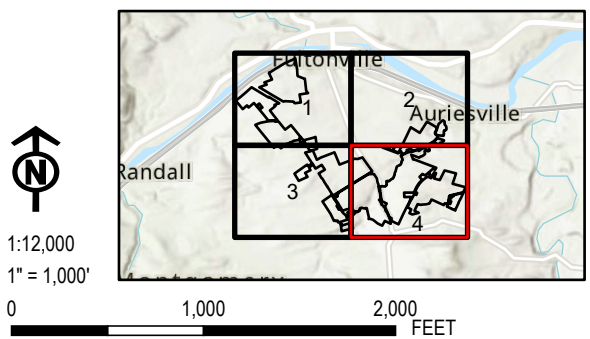 Fultonville
1
2
Auriesville
Randall
3
4
Montgomery
N
1:12,000
1" = 1,000'
0 1,000 2,000
FEET